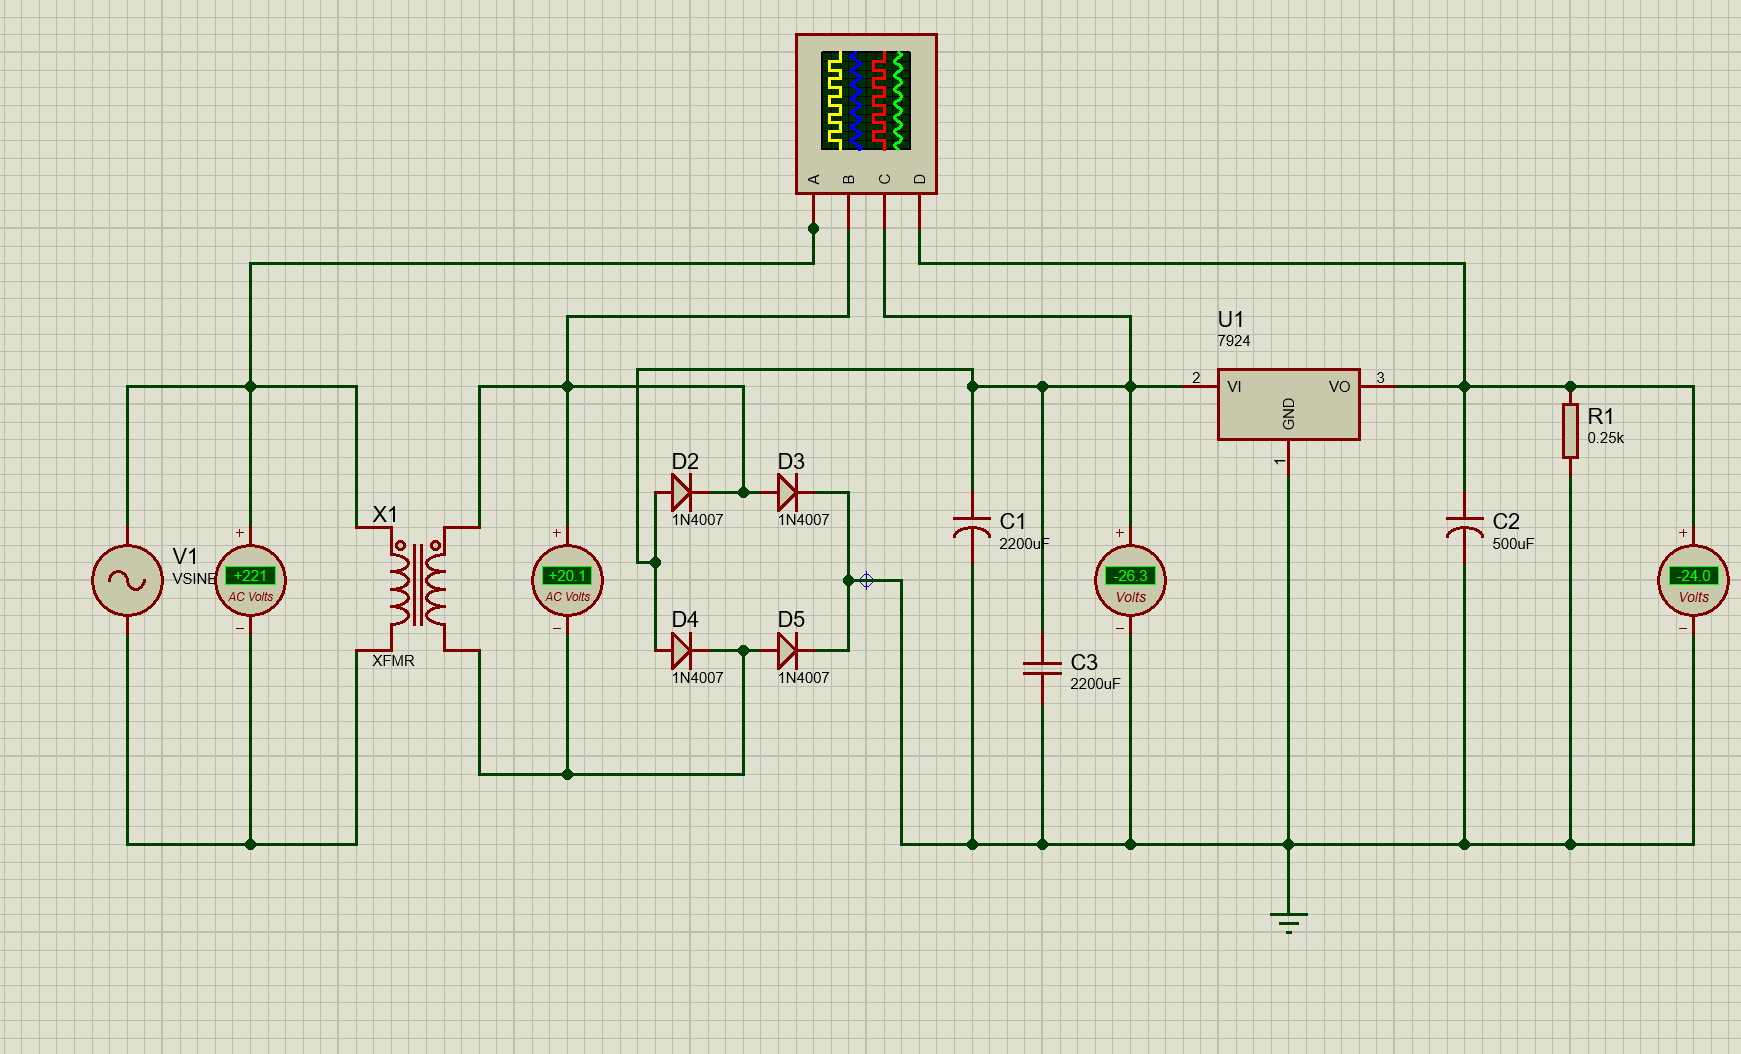 A B C D
U1
7924
2 VI VO 3
GND
1
R1
0.25k
D2 D3
1N4007 1N4007
X1
XFMR
V1
VSINE
+
+221
AC Volts
−
+
+20.1
AC Volts
−
D4 D5
1N4007 1N4007
C1
2200uF
C3
2200uF
+
-26.3
Volts
−
C2
500uF
+
-24.0
Volts
−